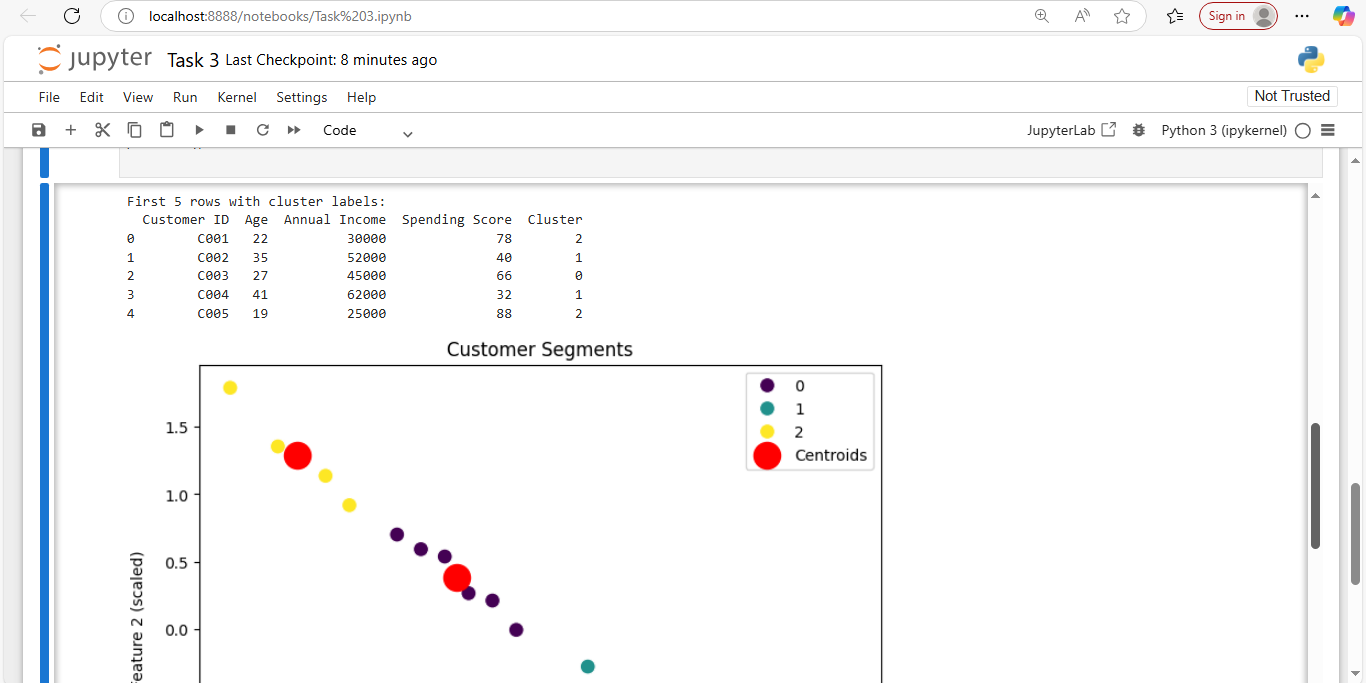 localhost:8888/notebooks/Task%203.ipynb
A
Sign in
jupyter Task 3 Last Checkpoint: 8 minutes ago
File Edit View Run Kernel Settings Help
Not Trusted
Code
JupyterLab
Python 3 (ipykernel)
First 5 rows with cluster labels:
Customer ID Age Annual Income Spending Score Cluster
0 C001 22 30000 78 2
1 C002 35 52000 40 1
2 C003 27 45000 66 0
3 C004 41 62000 32 1
4 C005 19 25000 88 2
Customer Segments
0
1
2
Centroids
1.5
1.0
0.5
0.0
eature 2 (scaled)